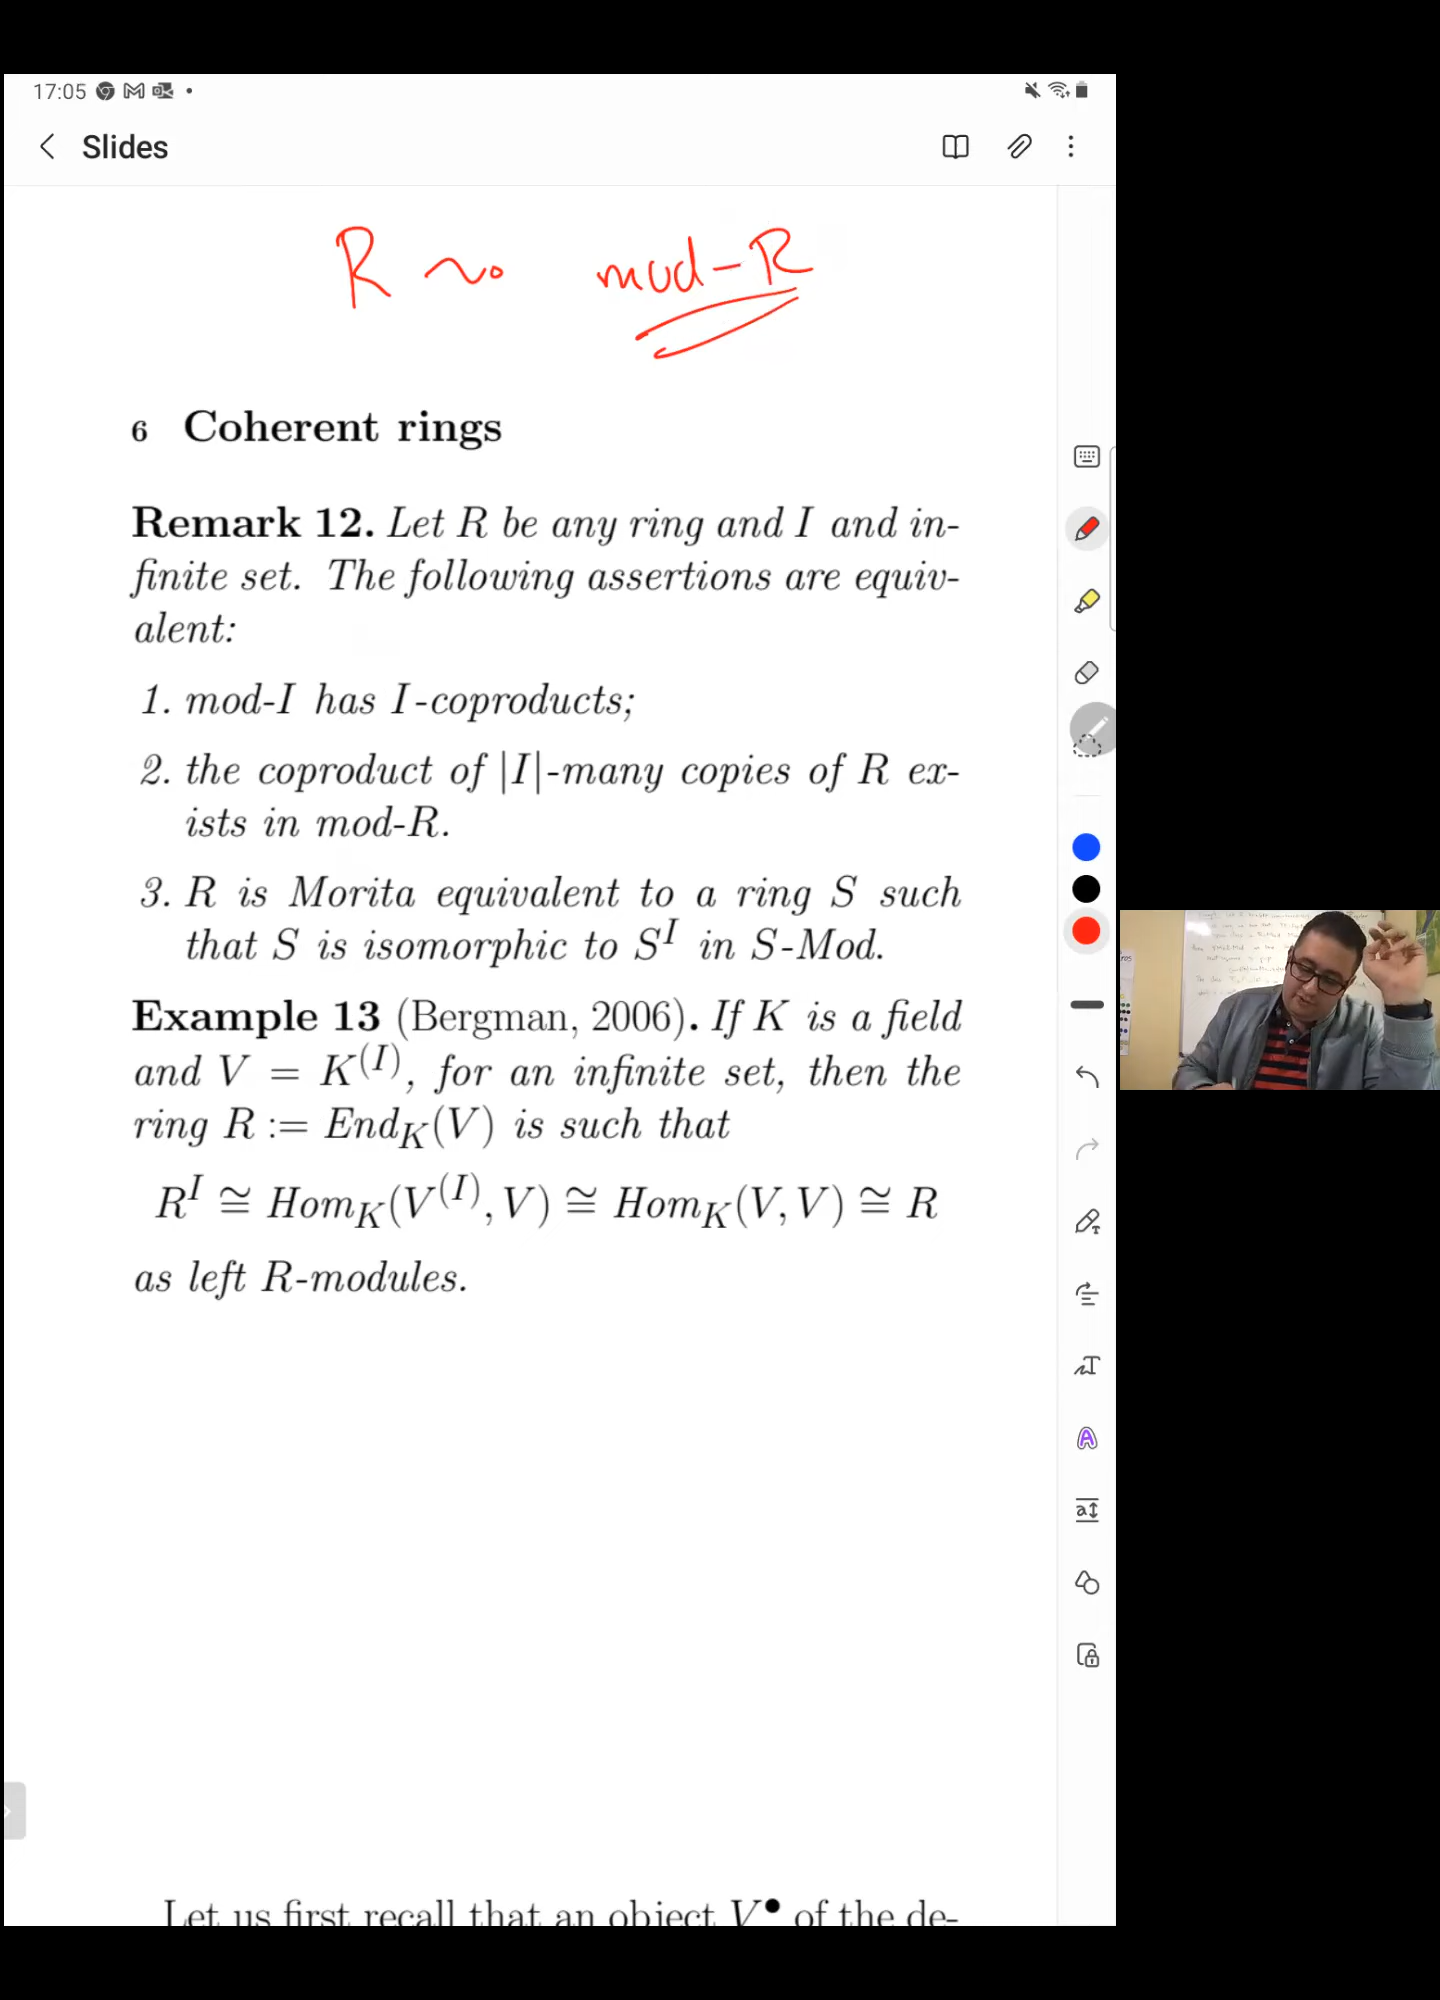 17:05
Slides
R ~> mod-R
6 Coherent rings
Remark 12. Let R be any ring and I and in-
finite set. The following assertions are equiv-
alent:
1. mod-I has I-coproducts;
2. the coproduct of |I|-many copies of R ex-
ists in mod-R.
3. R is Morita equivalent to a ring S such
that S is isomorphic to S^I in S-Mod.
Example 13 (Bergman, 2006). If K is a field
and V = K^(I), for an infinite set, then the
ring R := End_K(V) is such that
R^I ≅ Hom_K(V^(I), V) ≅ Hom_K(V, V) ≅ R
as left R-modules.
Let us first recall that an object V^• of the de-